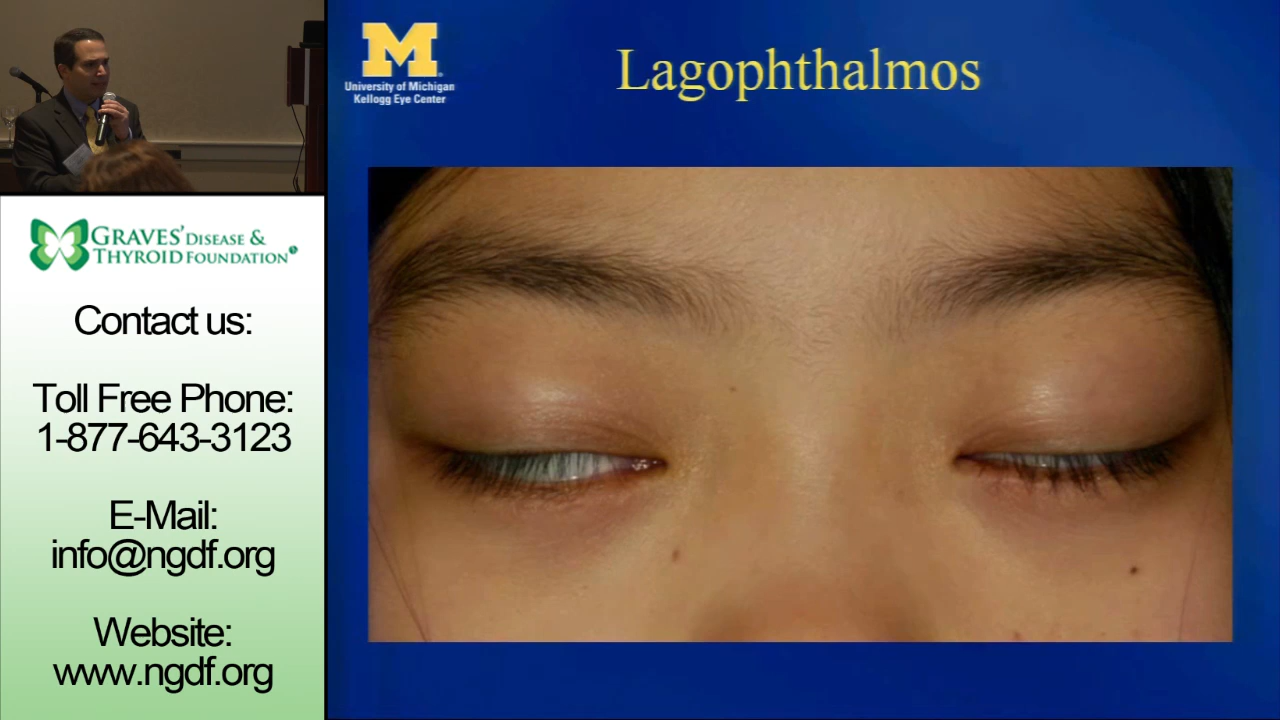 M
University of Michigan
Kellogg Eye Center
Lagophthalmos
GRAVES' DISEASE &
THYROID FOUNDATION
Contact us:
Toll Free Phone:
1-877-643-3123
E-Mail:
info@ngdf.org
Website:
www.ngdf.org